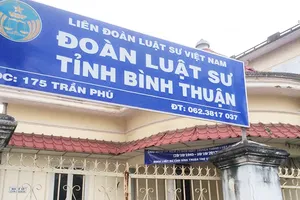 LIÊN ĐOÀN LUẬT SƯ VIỆT NAM
ĐOÀN LUẬT SƯ
TỈNH BÌNH THUẬN
ĐC: 175 TRẦN PHÚ
ĐT: 062.3817 037